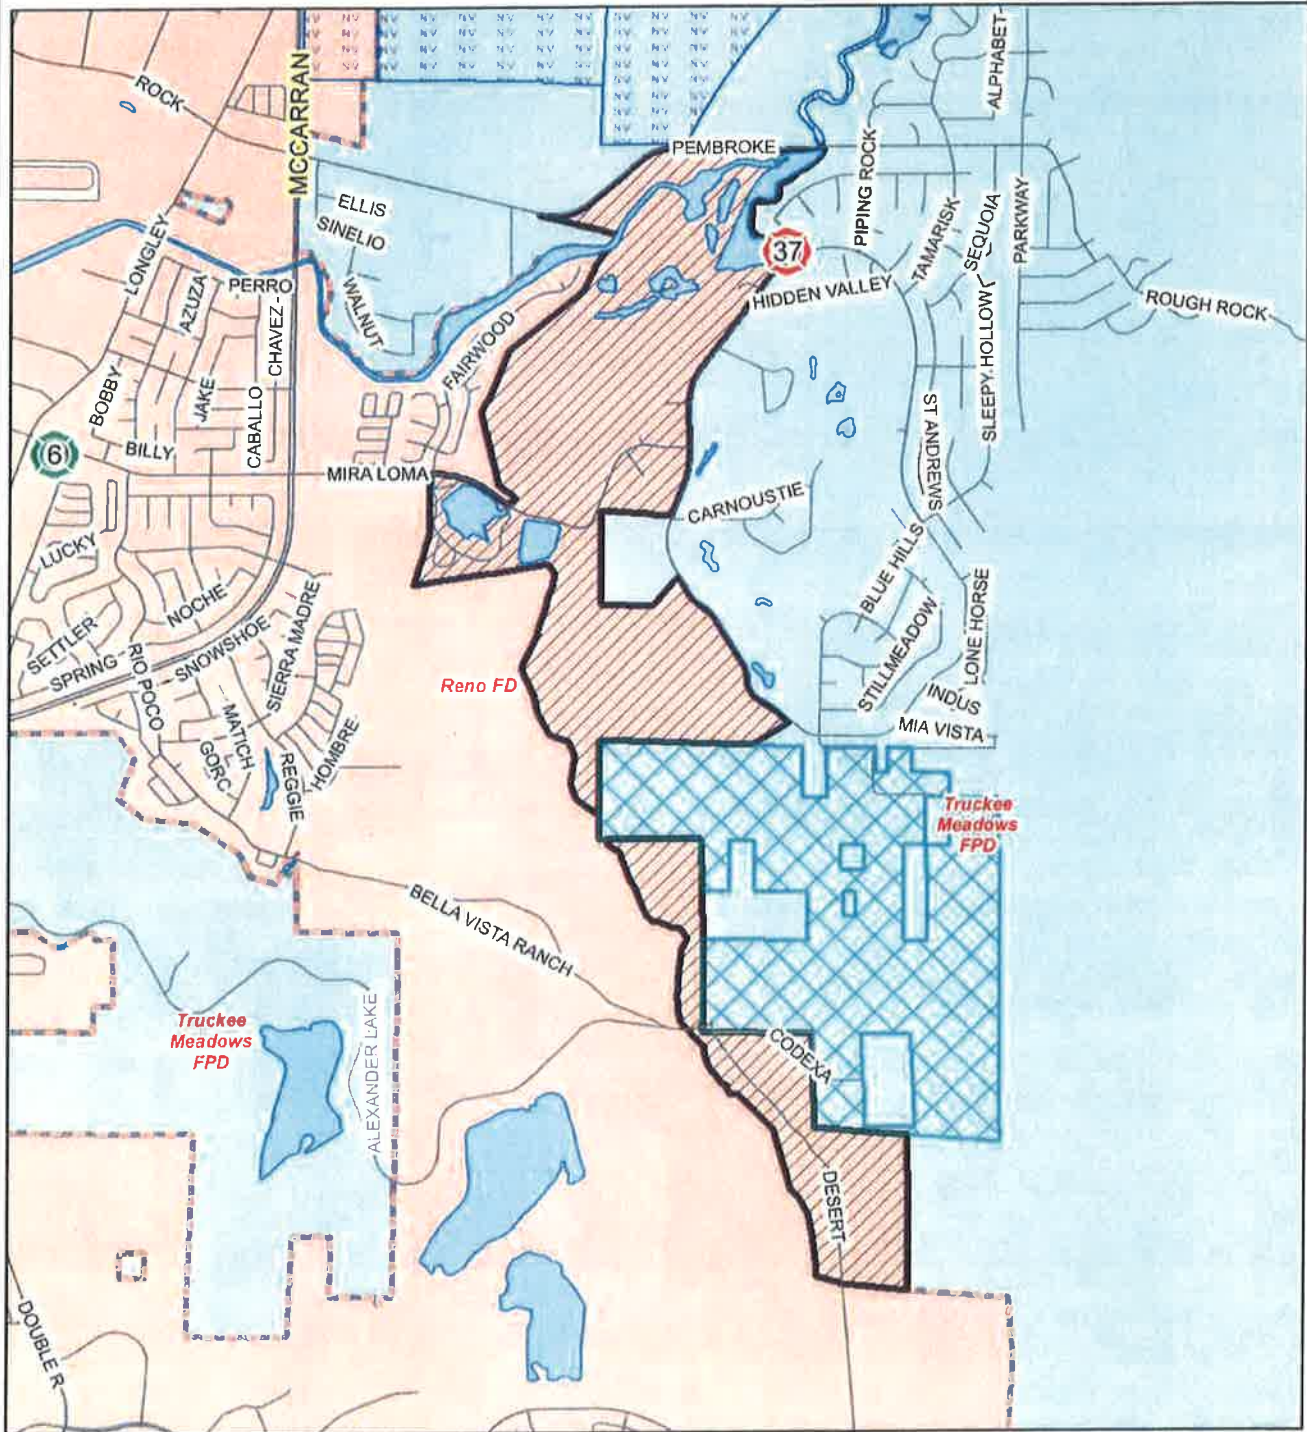 ROCK
MCCARRAN
ALPHABET
PEMBROKE
PIPING ROCK
ELLIS
SINELIO
LONGLEY
WALNUT
PERRO
AZUZA
CHAVEZ
37
HIDDEN VALLEY
TAMARISK
SEQUOIA
PARKWAY
ROUGH ROCK
SLEEPY HOLLOW
FAIRWOOD
BOBBY
JAKE
CABALLO
BILLY
6
MIRA LOMA
ST ANDREWS
CARNOUSTIE
LUCKY
NOCHE
SETTLER
SPRING
SNOWSHOE
SIERRA MADRE
RIO POCO
BLUE HILLS
STILLMEADOW
LONE HORSE
INDUS
MIA VISTA
Reno FD
MATICH
GORC
REGGIE
HOMBRE
Truckee
Meadows
FPD
BELLA VISTA RANCH
Truckee
Meadows
FPD
ALEXANDER LAKE
CODEXA
DESERT
DOUBLE R